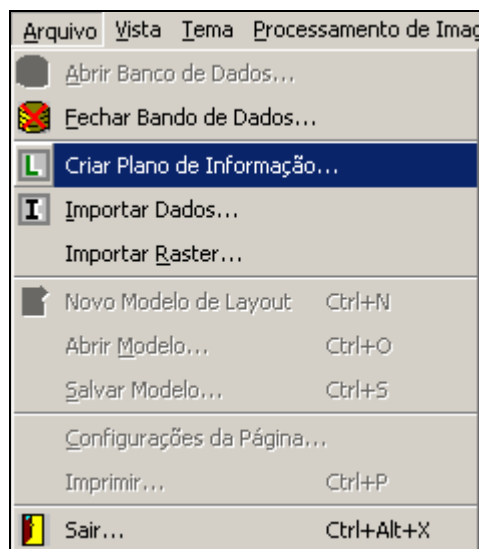 Arquivo Vista Tema Processamento de Imag
Abrir Banco de Dados...
Fechar Bando de Dados...
L Criar Plano de Informação...
I Importar Dados...
Importar Raster...
Novo Modelo de Layout Ctrl+N
Abrir Modelo... Ctrl+O
Salvar Modelo... Ctrl+S
Configurações da Página...
Imprimir... Ctrl+P
Sair... Ctrl+Alt+X